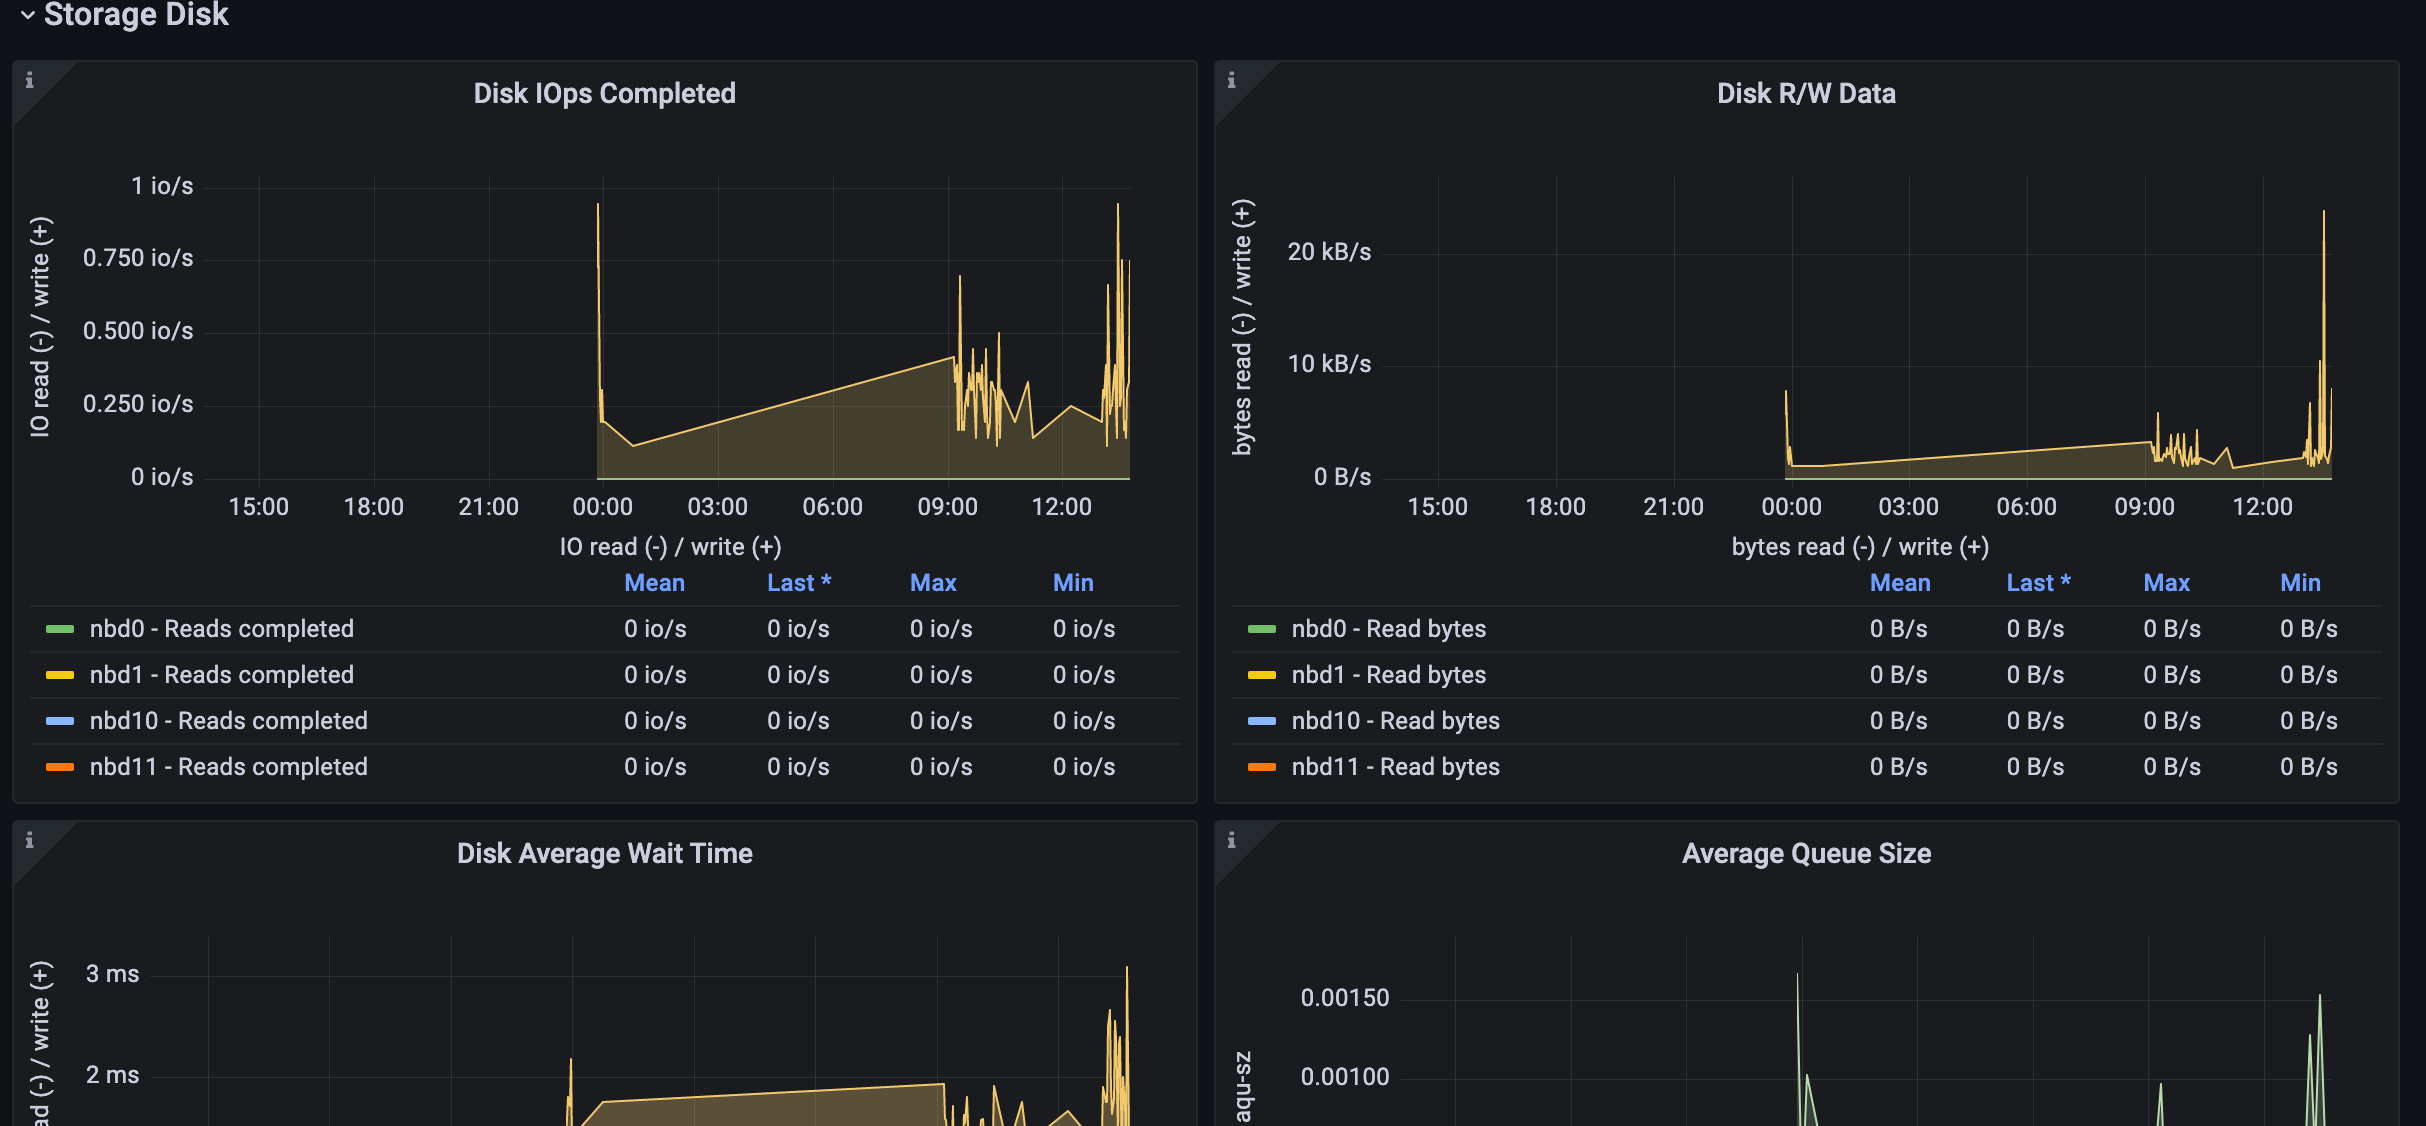 Storage Disk
Disk IOps Completed
IO read (-) / write (+)
1 io/s
0.750 io/s
0.500 io/s
0.250 io/s
0 io/s
15:00 18:00 21:00 00:00 03:00 06:00 09:00 12:00
IO read (-) / write (+)
Mean Last * Max Min
nbd0 - Reads completed 0 io/s 0 io/s 0 io/s 0 io/s
nbd1 - Reads completed 0 io/s 0 io/s 0 io/s 0 io/s
nbd10 - Reads completed 0 io/s 0 io/s 0 io/s 0 io/s
nbd11 - Reads completed 0 io/s 0 io/s 0 io/s 0 io/s
Disk R/W Data
bytes read (-) / write (+)
20 kB/s
10 kB/s
0 B/s
15:00 18:00 21:00 00:00 03:00 06:00 09:00 12:00
bytes read (-) / write (+)
Mean Last * Max Min
nbd0 - Read bytes 0 B/s 0 B/s 0 B/s 0 B/s
nbd1 - Read bytes 0 B/s 0 B/s 0 B/s 0 B/s
nbd10 - Read bytes 0 B/s 0 B/s 0 B/s 0 B/s
nbd11 - Read bytes 0 B/s 0 B/s 0 B/s 0 B/s
Disk Average Wait Time
ad (-) / write (+)
3 ms
2 ms
Average Queue Size
aqu-sz
0.00150
0.00100